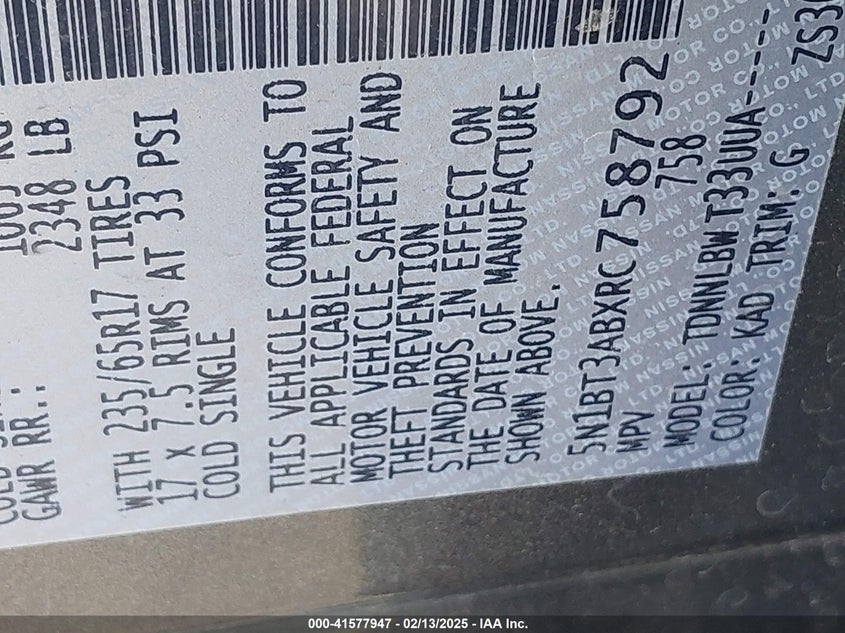 GAWR RR.:
2348 LB
WITH 235/65R17 TIRES
17 X 7.5 RIMS AT 33 PSI
COLD SINGLE
THIS VEHICLE CONFORMS TO
ALL APPLICABLE FEDERAL
MOTOR VEHICLE SAFETY AND
THEFT PREVENTION
STANDARDS IN EFFECT ON
THE DATE OF MANUFACTURE
SHOWN ABOVE.
5N1BT3ABXRC758792
MPV 758
MODEL: TDNNLBW T33UUA-----
COLOR: KAD TRIM:G
000-41577947 - 02/13/2025 - IAA Inc.